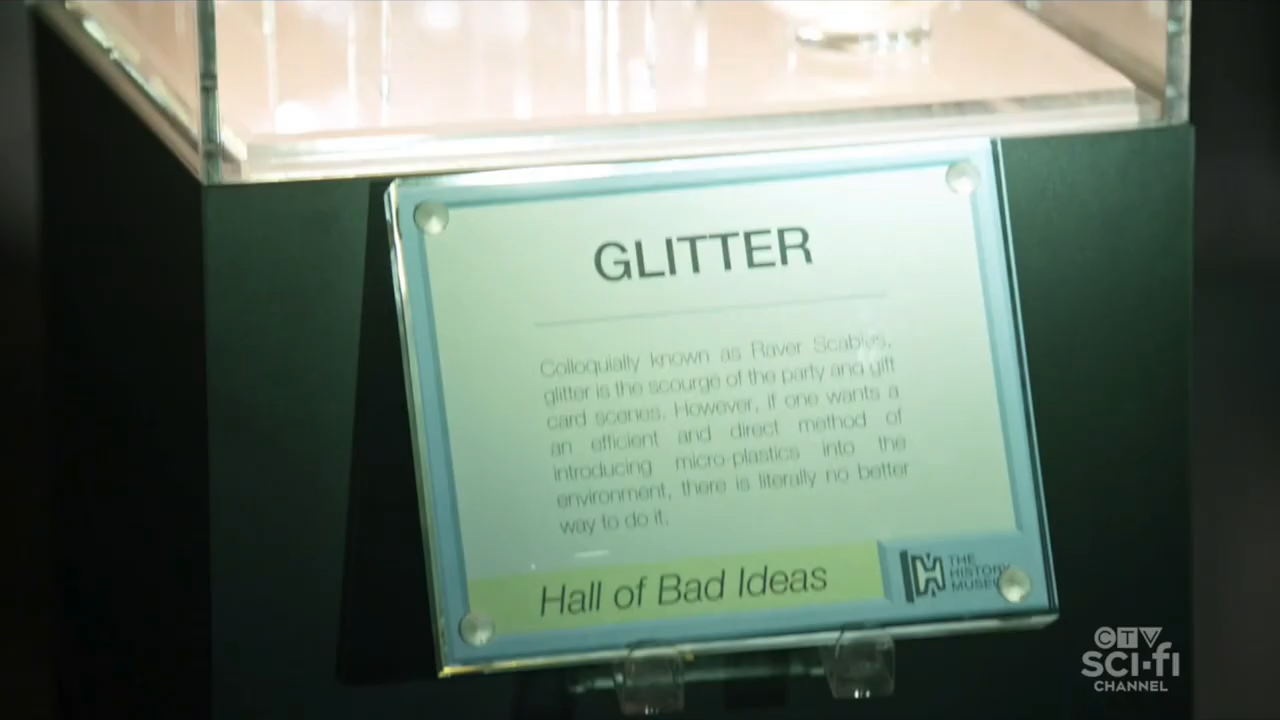 GLITTER
Colloquially known as Raver Scabies,
glitter is the scourge of the party and gift
card scenes. However, if one wants a
an efficient and direct method of
introducing micro-plastics into the
environment, there is literally no better
way to do it.
Hall of Bad Ideas
THE
HISTORY
CTV
SCI-FI
CHANNEL